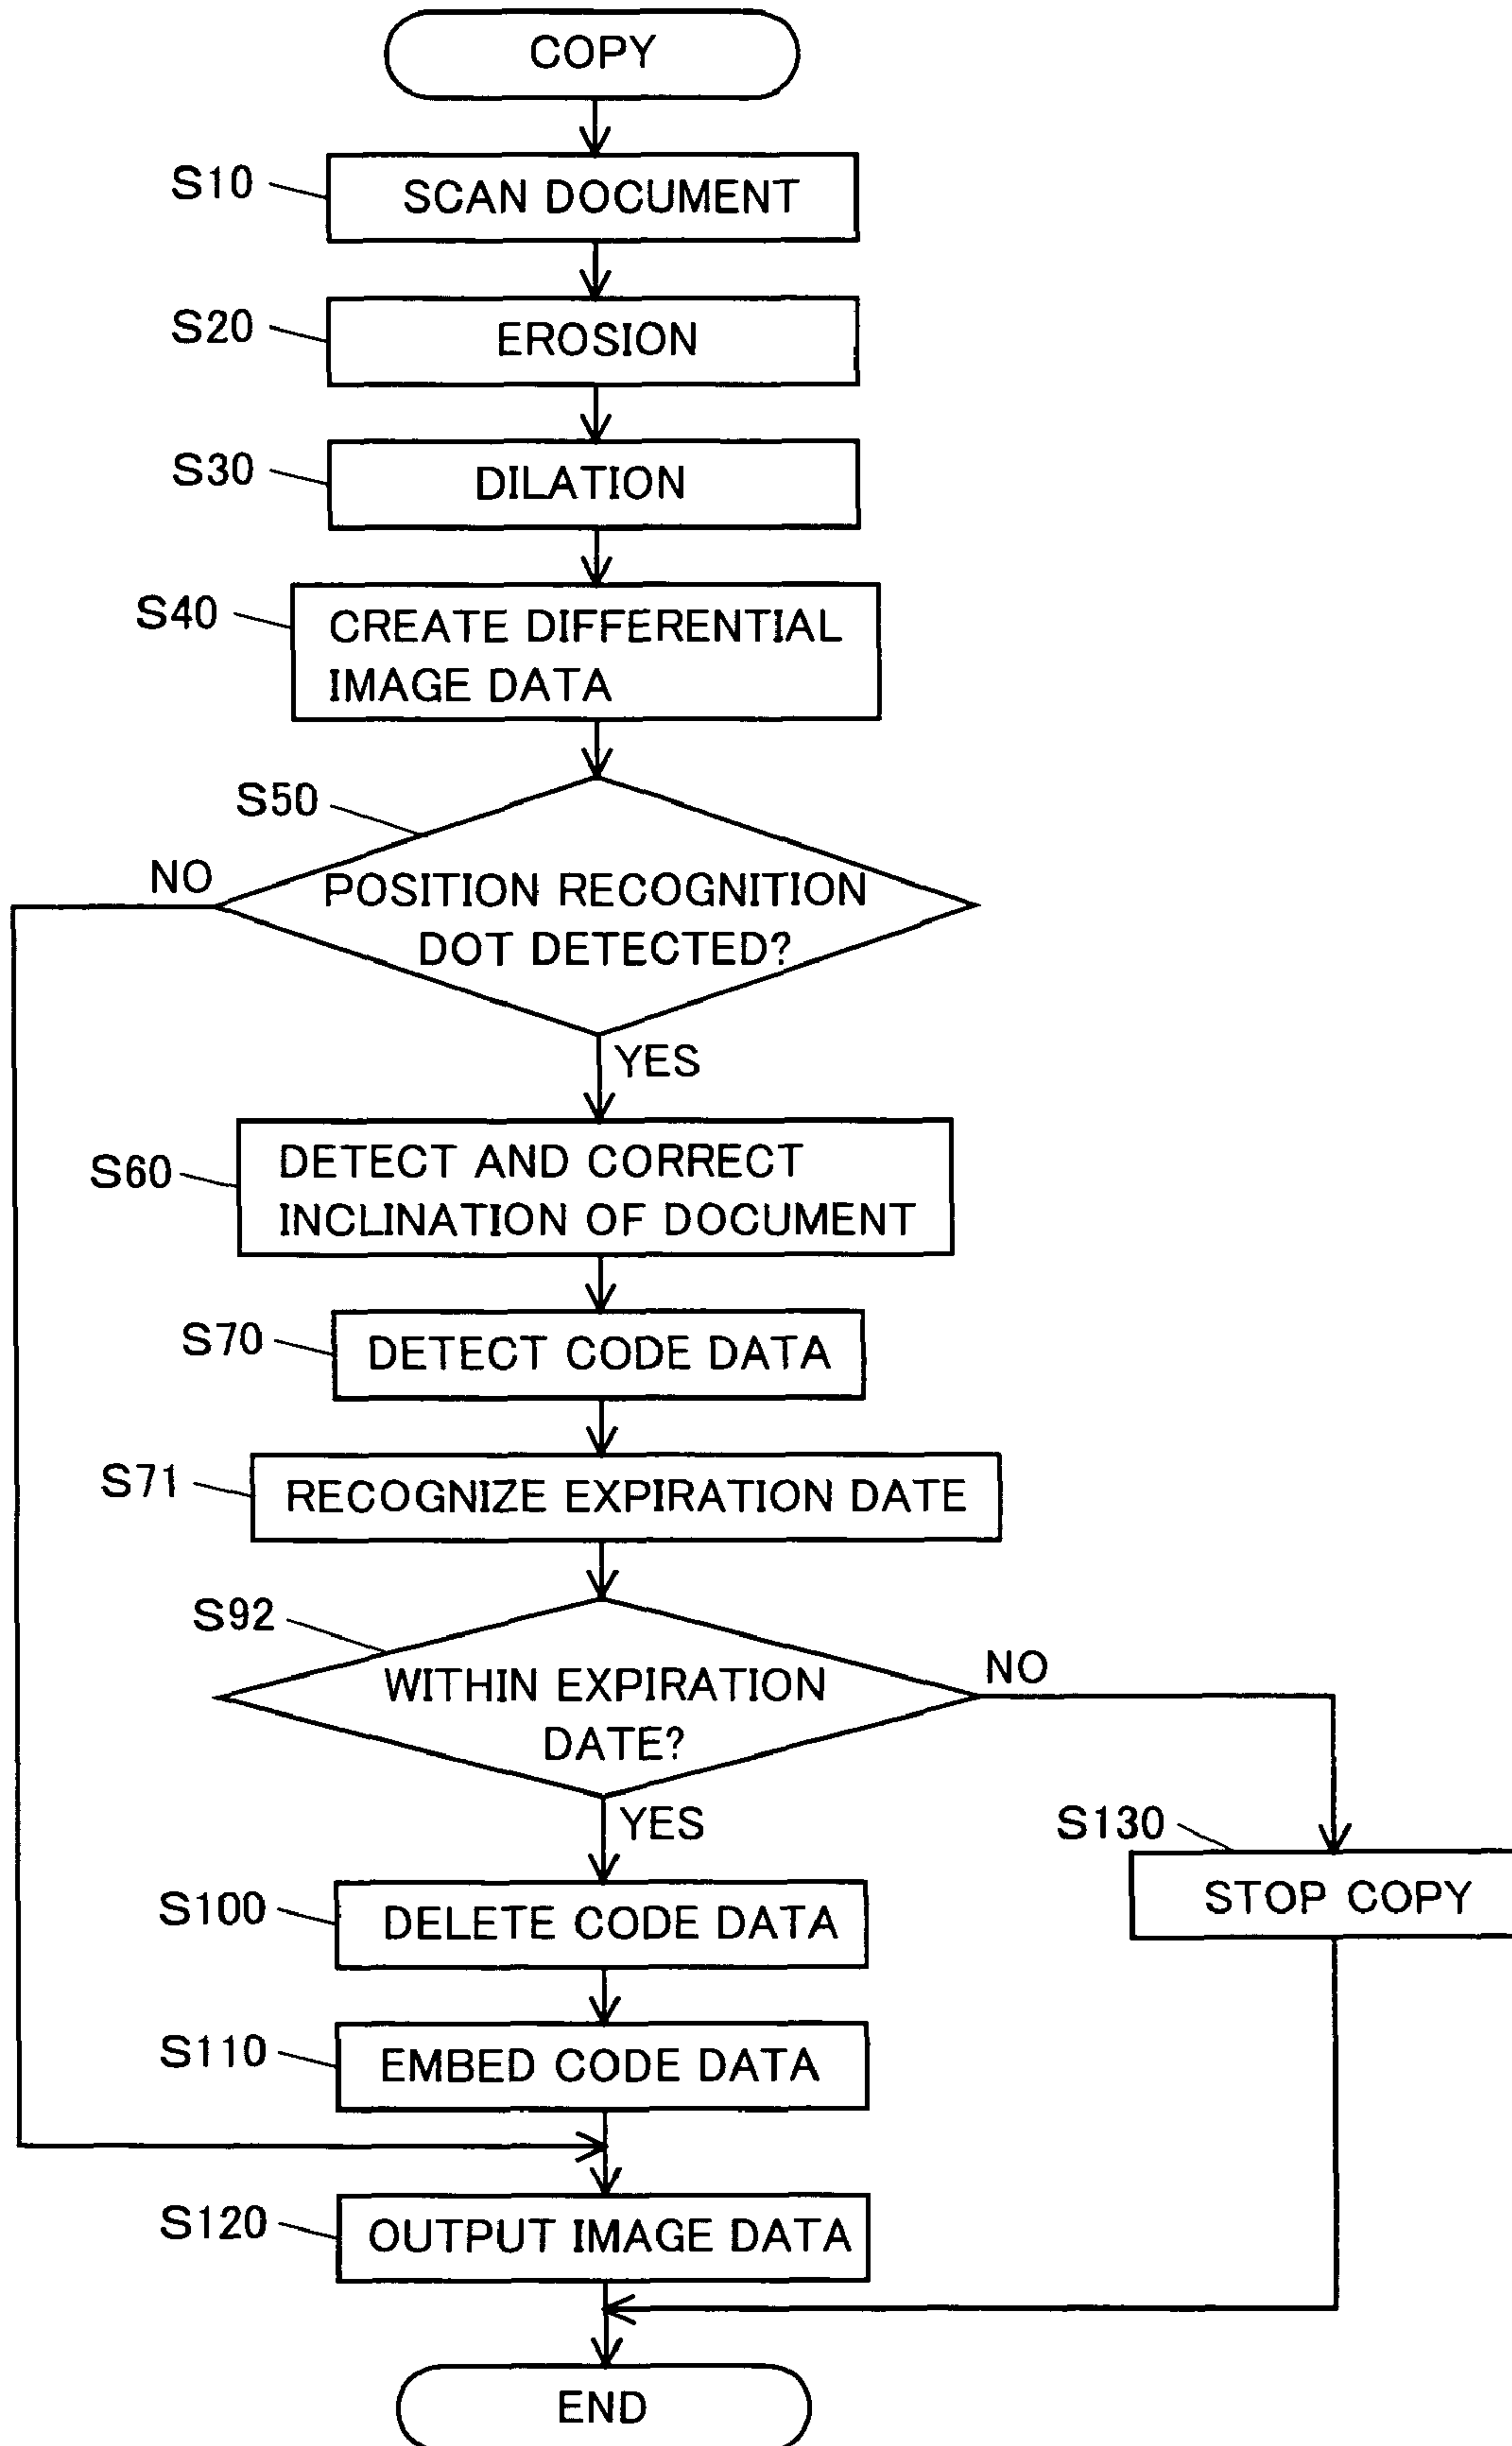 COPY
S10
SCAN DOCUMENT
S20
EROSION
S30
DILATION
S40
CREATE DIFFERENTIAL
IMAGE DATA
S50
NO
POSITION RECOGNITION
DOT DETECTED?
YES
S60
DETECT AND CORRECT
INCLINATION OF DOCUMENT
S70
DETECT CODE DATA
S71
RECOGNIZE EXPIRATION DATE
S92
NO
WITHIN EXPIRATION
DATE?
YES
S130
STOP COPY
S100
DELETE CODE DATA
S110
EMBED CODE DATA
S120
OUTPUT IMAGE DATA
END